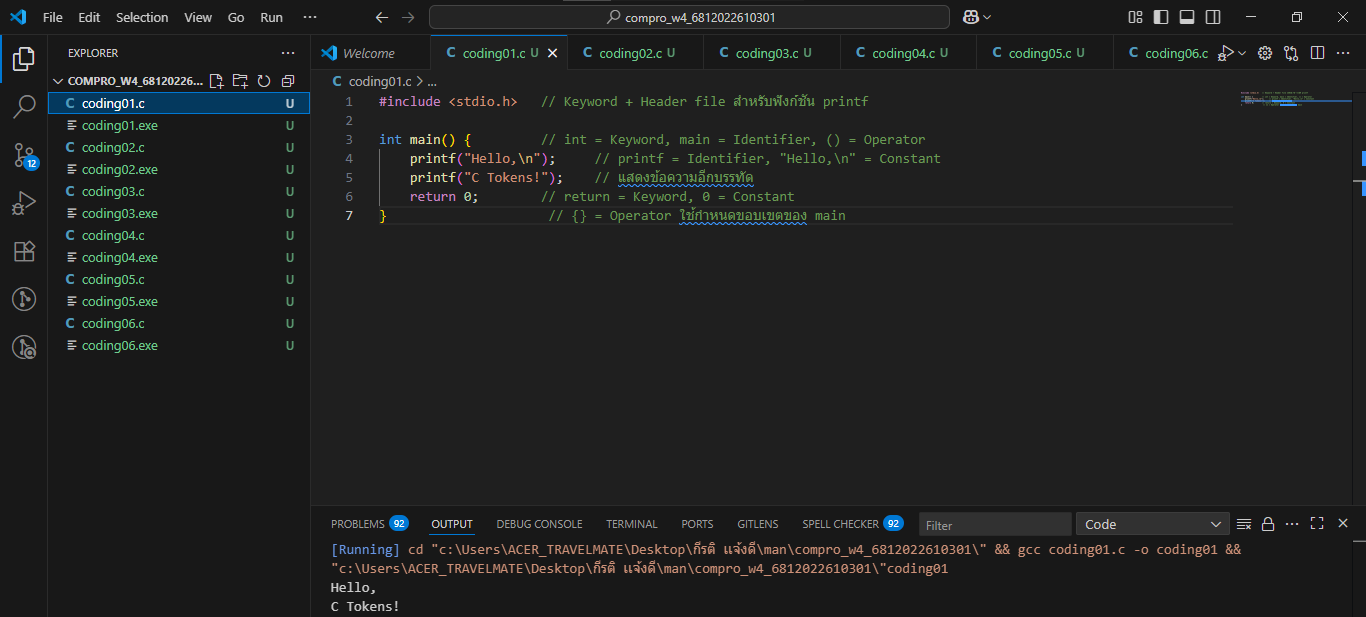 File Edit Selection View Go Run ··· compro_w4_6812022610301
EXPLORER ···
COMPRO_W4_68120226...
coding01.c U
coding01.exe U
coding02.c U
coding02.exe U
coding03.c U
coding03.exe U
coding04.c U
coding04.exe U
coding05.c U
coding05.exe U
coding06.c U
coding06.exe U
12
Welcome coding01.c U coding02.c U coding03.c U coding04.c U coding05.c U coding06.c
coding01.c > ...
1 #include <stdio.h> // Keyword + Header file สำหรับฟังก์ชัน printf
2
3 int main() { // int = Keyword, main = Identifier, () = Operator
4 printf("Hello,\n"); // printf = Identifier, "Hello,\n" = Constant
5 printf("C Tokens!"); // แสดงข้อความอีกบรรทัด
6 return 0; // return = Keyword, 0 = Constant
7 } // {} = Operator ใช้กำหนดขอบเขตของ main
PROBLEMS 92 OUTPUT DEBUG CONSOLE TERMINAL PORTS GITLENS SPELL CHECKER 92 Filter Code
[Running] cd "c:\Users\ACER_TRAVELMATE\Desktop\กีรติ แจ้งดี\man\compro_w4_6812022610301\" && gcc coding01.c -o coding01 &&
"c:\Users\ACER_TRAVELMATE\Desktop\กีรติ แจ้งดี\man\compro_w4_6812022610301\"coding01
Hello,
C Tokens!